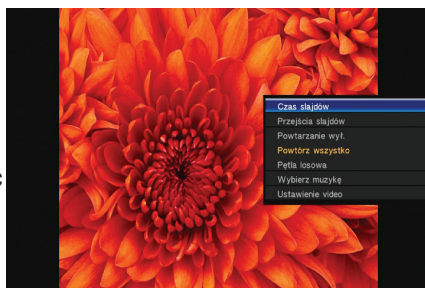 Czas slajdów
Przejścia slajdów
Powtarzanie wył.
Powtórz wszystko
Pętla losowa
Wybierz muzykę
Ustawienie video